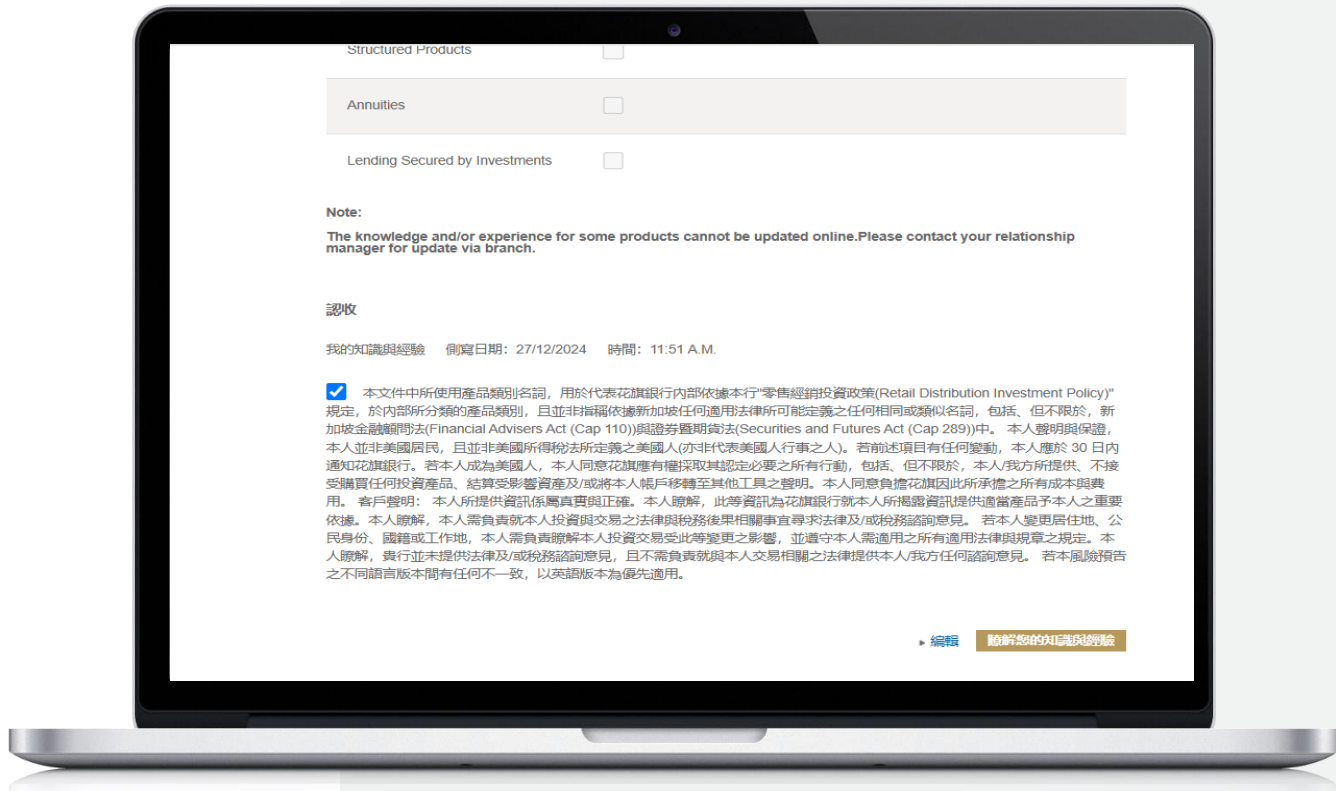 Structured Products
Annuities
Lending Secured by Investments
Note:
The knowledge and/or experience for some products cannot be updated online.Please contact your relationship
manager for update via branch.
認收
我的知識與經驗 側寫日期：27/12/2024 時間：11:51 A.M.
本文件中所使用產品類別名詞，用於代表花旗銀行內部依據本行"零售經銷投資政策(Retail Distribution Investment Policy)"
規定，於內部所分類的產品類別，且並非指稱依據新加坡任何適用法律所可能定義之任何相同或類似名詞，包括、但不限於，新
加坡金融顧問法(Financial Advisers Act (Cap 110))與證券暨期貨法(Securities and Futures Act (Cap 289))中。 本人聲明與保證，
本人並非美國居民，且並非美國所得稅法所定義之美國人(亦非代表美國人行事之人)。若前述項目有任何變動，本人應於 30 日內
通知花旗銀行。若本人成為美國人，本人同意花旗應有權採取其認定必要之所有行動，包括、但不限於，本人/我方所提供、不接
受購買任何投資產品、結算受影響資產及/或將本人帳戶移轉至其他工具之聲明。本人同意負擔花旗因此所承擔之所有成本與費
用。 客戶聲明： 本人所提供資訊係屬真實與正確。本人瞭解，此等資訊為花旗銀行就本人所揭露資訊提供適當產品予本人之重要
依據。本人瞭解，本人需負責就本人投資與交易之法律與稅務後果相關事宜尋求法律及/或稅務諮詢意見。 若本人變更居住地、公
民身份、國籍或工作地，本人需負責瞭解本人投資交易受此等變更之影響，並遵守本人需適用之所有適用法律與規章之規定。本
人瞭解，貴行並未提供法律及/或稅務諮詢意見，且不需負責就與本人交易相關之法律提供本人/我方任何諮詢意見。 若本風險預告
之不同語言版本間有任何不一致，以英語版本為優先適用。
編輯 瞭解您的知識與經驗